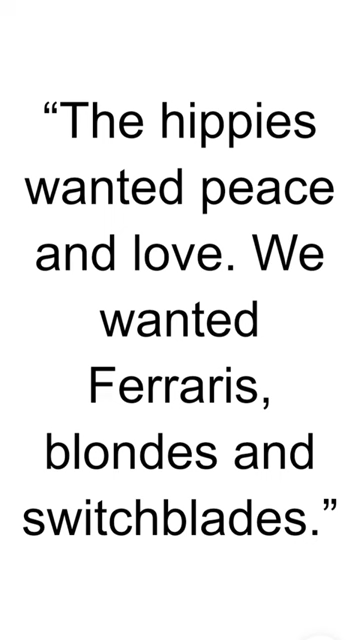 “The hippies
wanted peace
and love. We
wanted
Ferraris,
blondes and
switchblades.”